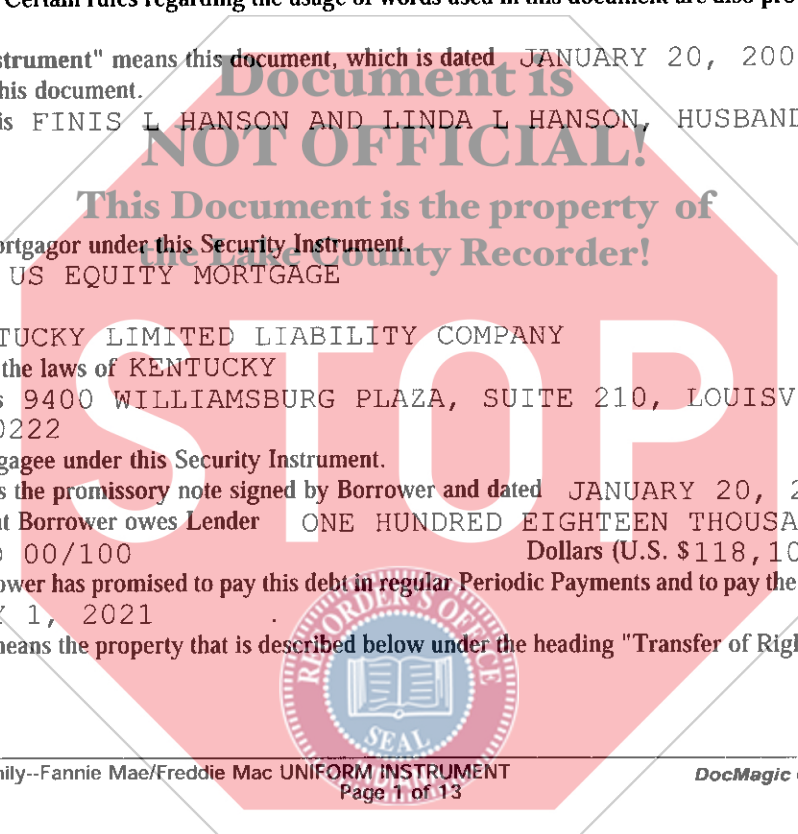 Certain rules regarding the usage of words used in this document are also pro
strument" means this document, which is dated JANUARY 20, 200
his document.
is FINIS L HANSON AND LINDA L HANSON, HUSBAND
ortgagor under this Security Instrument.
US EQUITY MORTGAGE
TUCKY LIMITED LIABILITY COMPANY
the laws of KENTUCKY
s 9400 WILLIAMSBURG PLAZA, SUITE 210, LOUISV
0222
gagee under this Security Instrument.
s the promissory note signed by Borrower and dated JANUARY 20, 2
t Borrower owes Lender ONE HUNDRED EIGHTEEN THOUSA
00/100 Dollars (U.S. $118,10
ower has promised to pay this debt in regular Periodic Payments and to pay the
1, 2021 .
means the property that is described below under the heading "Transfer of Righ
ily--Fannie Mae/Freddie Mac UNIFORM INSTRUMENT DocMagic
Page 1 of 13
Document is
NOT OFFICIAL!
This Document is the property of
the Lake County Recorder!
STOP
RECORDER'S OFFICE
SEAL